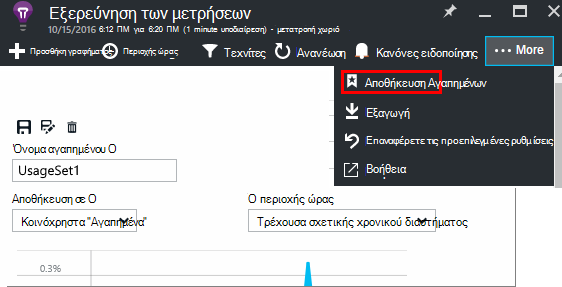 Εξερεύνηση των μετρήσεων
10/15/2016 6:12 ΠΜ για 6:20 ΠΜ (1 minute υποδιαίρεση) - μετατροπή χωριό
Προσθήκη γραφήματος Περιοχής ώρας Τεχνίτες Ανανέωση Κανόνες ειδοποίησης ··· More
Αποθήκευση Αγαπημένων
Εξαγωγή
Επαναφέρετε τις προεπιλεγμένες ρυθμίσεις
Βοήθεια
Όνομα αγαπημένου Ο
UsageSet1
Αποθήκευση σε Ο
Ο περιοχής ώρας
Κοινόχρηστα "Αγαπημένα"
Τρέχουσα σχετικής χρονικού διαστήματος
0.3%